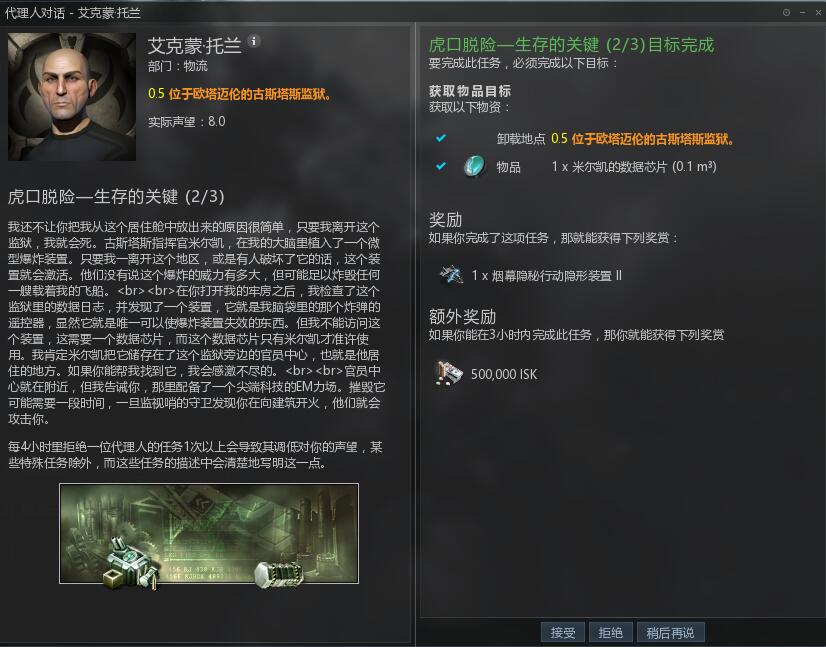 代理人对话 - 艾克蒙·托兰
艾克蒙·托兰
部门：物流
0.5 位于欧塔迈伦的古斯塔斯监狱。
实际声望：8.0
虎口脱险—生存的关键 (2/3)
我还不让你把我从这个居住舱中放出来的原因很简单，只要我离开这个
监狱，我就会死。古斯塔斯指挥官米尔凯，在我的大脑里植入了一个微
型爆炸装置。只要我一离开这个地区，或是有人破坏了它的话，这个装
置就会激活。他们没有说这个爆炸的威力有多大，但可能足以炸毁任何
一艘载着我的飞船。<br><br>在你打开我的牢房之后，我检查了这个
监狱里的数据日志，并发现了一个装置，它就是我脑袋里的那个炸弹的
遥控器，显然它就是唯一可以使爆炸装置失效的东西。但我不能访问这
个装置，这需要一个数据芯片，而这个数据芯片只有米尔凯才准许使
用。我肯定米尔凯把它储存在了这个监狱旁边的官员中心，也就是他居
住的地方。如果你能帮我找到它，我会感激不尽的。<br><br>官员中
心就在附近，但我告诫你，那里配备了一个尖端科技的EM力场。摧毁它
可能需要一段时间，一旦监视哨的守卫发现你在向建筑开火，他们就会
攻击你。
每4小时里拒绝一位代理人的任务1次以上会导致其调低对你的声望，某
些特殊任务除外，而这些任务的描述中会清楚地写明这一点。
虎口脱险—生存的关键 (2/3)目标完成
要完成此任务，必须完成以下目标：
获取物品目标
获取以下物资：
卸载地点 0.5 位于欧塔迈伦的古斯塔斯监狱。
物品 1 x 米尔凯的数据芯片 (0.1 m³)
奖励
如果你完成了这项任务，那就能获得下列奖赏：
1 x 烟幕隐秘行动隐形装置 II
额外奖励
如果你能在3小时内完成此任务，那你就能获得下列奖赏
500,000 ISK
接受 拒绝 稍后再说